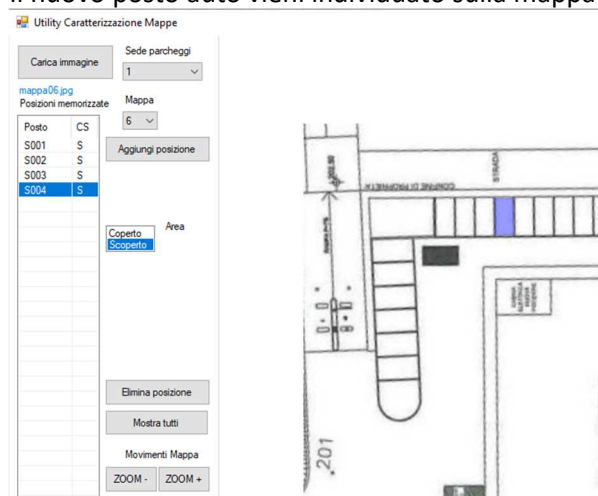 Il nuovo posto auto vieni individuato sulla mappa
Utility Caratterizzazione Mappe
Carica immagine
Sede parcheggi
1
mappa06.jpg
Posizioni memorizzate
Mappa
6
Posto CS
Aggiungi posizione
S001 S
S002 S
S003 S
S004 S
Area
Coperto
Scoperto
Elimina posizione
Mostra tutti
Movimenti Mappa
ZOOM - ZOOM +
STRADA
CONFINE DI PROPRIETA'
201